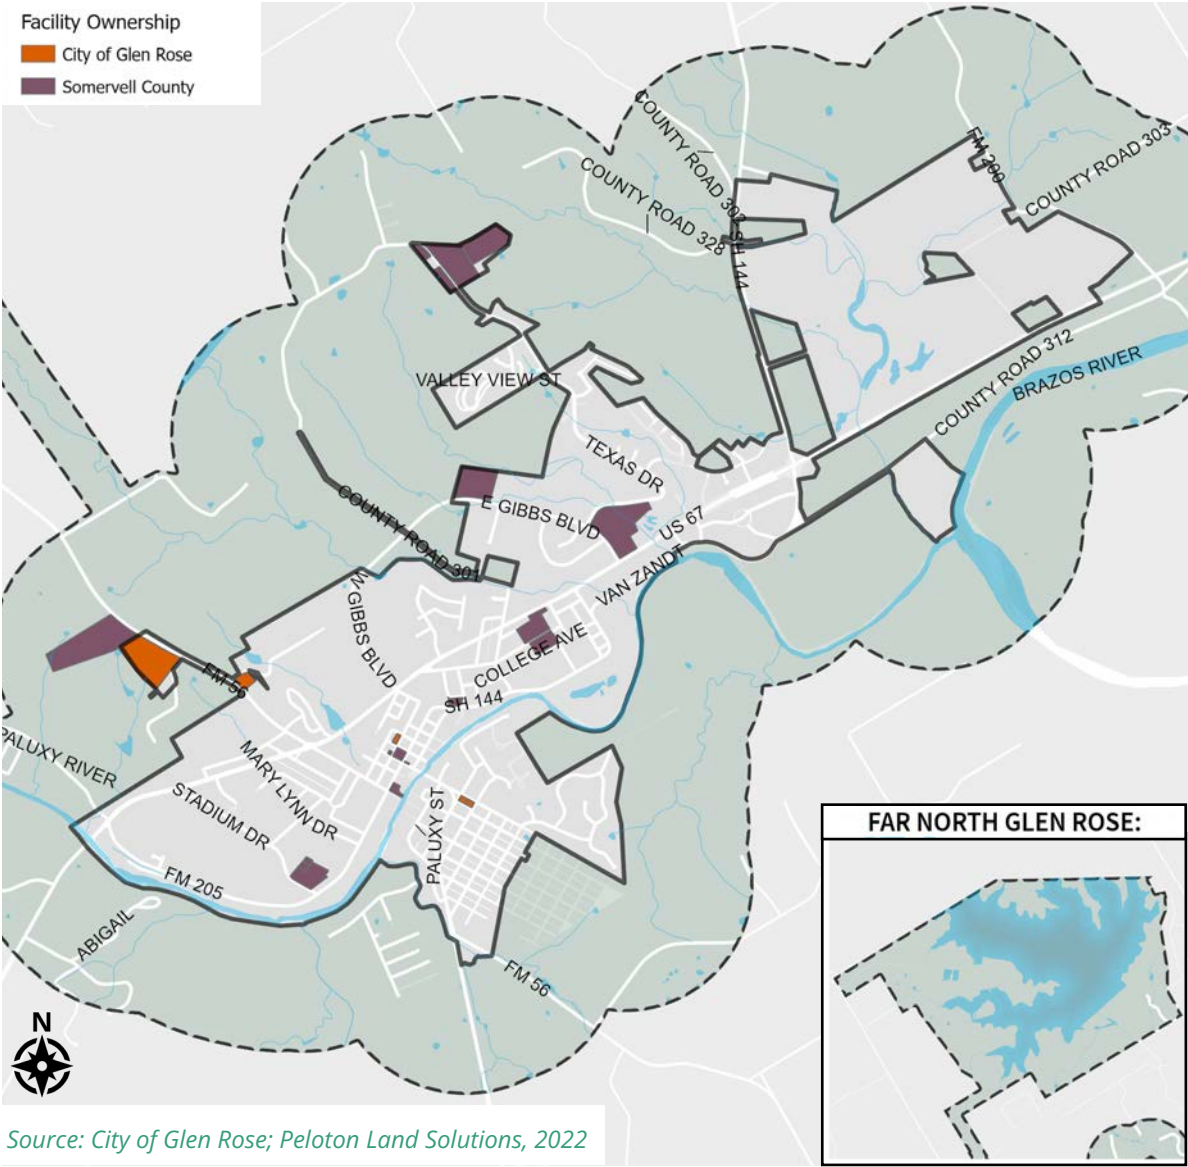 Facility Ownership
City of Glen Rose
Somervell County
COUNTY ROAD 302
COUNTY ROAD 328
SH 144
FM 200
COUNTY ROAD 303
COUNTY ROAD 312
BRAZOS RIVER
VALLEY VIEW ST
TEXAS DR
E GIBBS BLVD
US 67
COUNTY ROAD 301
VAN ZANDT
W GIBBS BLVD
COLLEGE AVE
FM 56
SH 144
PALUXY RIVER
MARY LYNN DR
STADIUM DR
PALUXY ST
FM 205
ABIGAIL
FM 56
FAR NORTH GLEN ROSE:
N
Source: City of Glen Rose; Peloton Land Solutions, 2022